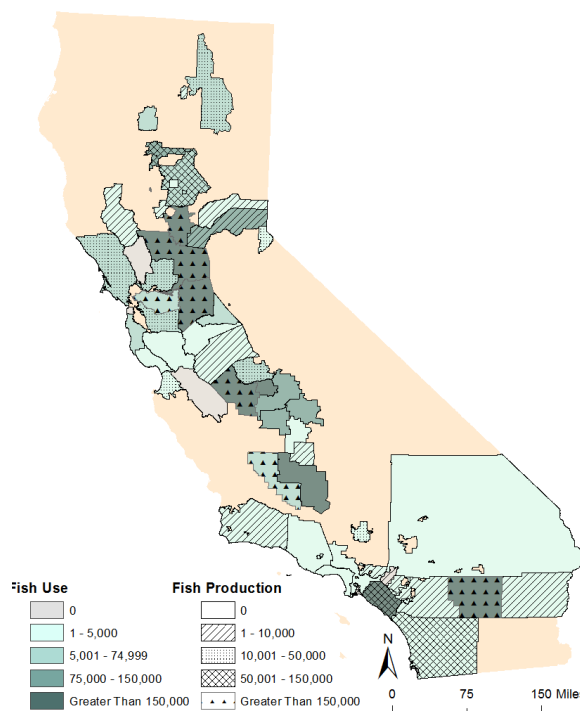 Fish Use
0
1 - 5,000
5,001 - 74,999
75,000 - 150,000
Greater Than 150,000
Fish Production
0
1 - 10,000
10,001 - 50,000
50,001 - 150,000
Greater Than 150,000
N
0 75 150 Miles